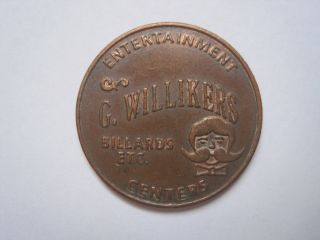 ENTERTAINMENT
&
G. WILLIKERS
BILLARDS
ETC.
CENTERS